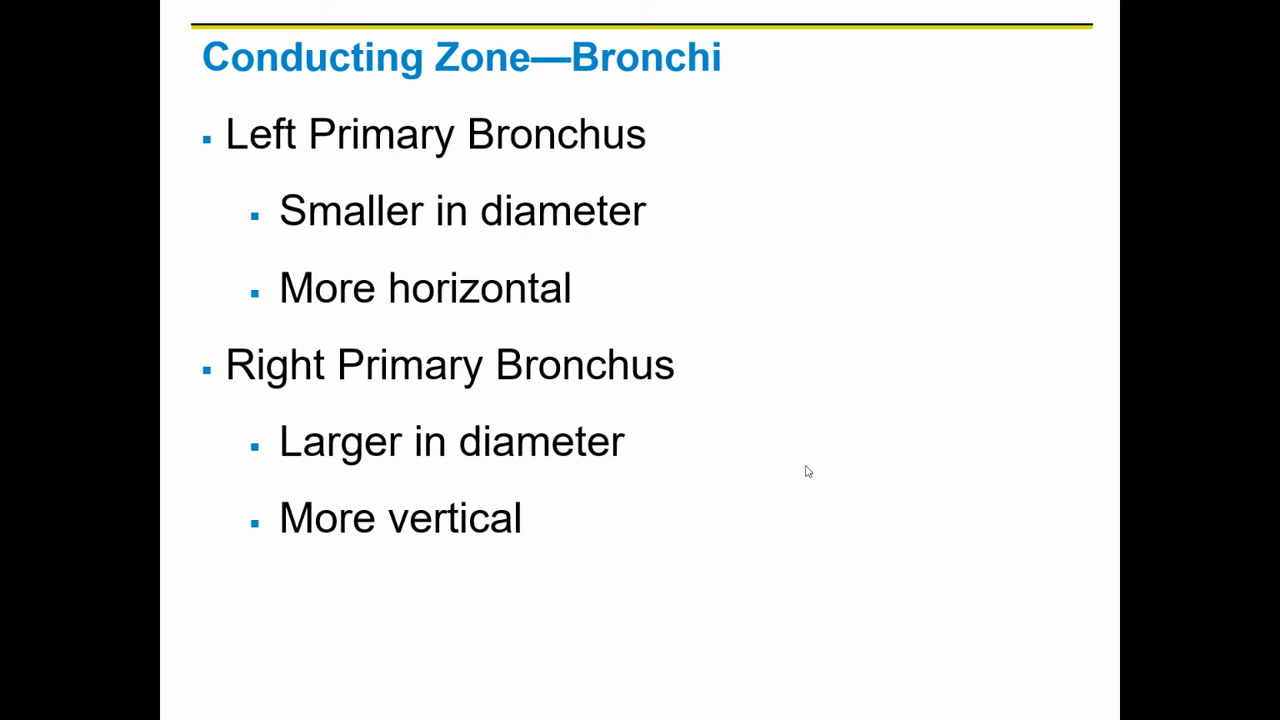 Conducting Zone—Bronchi
Left Primary Bronchus
Smaller in diameter
More horizontal
Right Primary Bronchus
Larger in diameter
More vertical